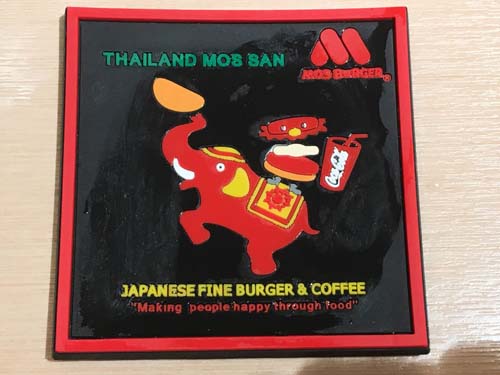 THAILAND MOS SAN
MOS BURGER®
Coca-Cola
JAPANESE FINE BURGER & COFFEE
"Making people happy through food"